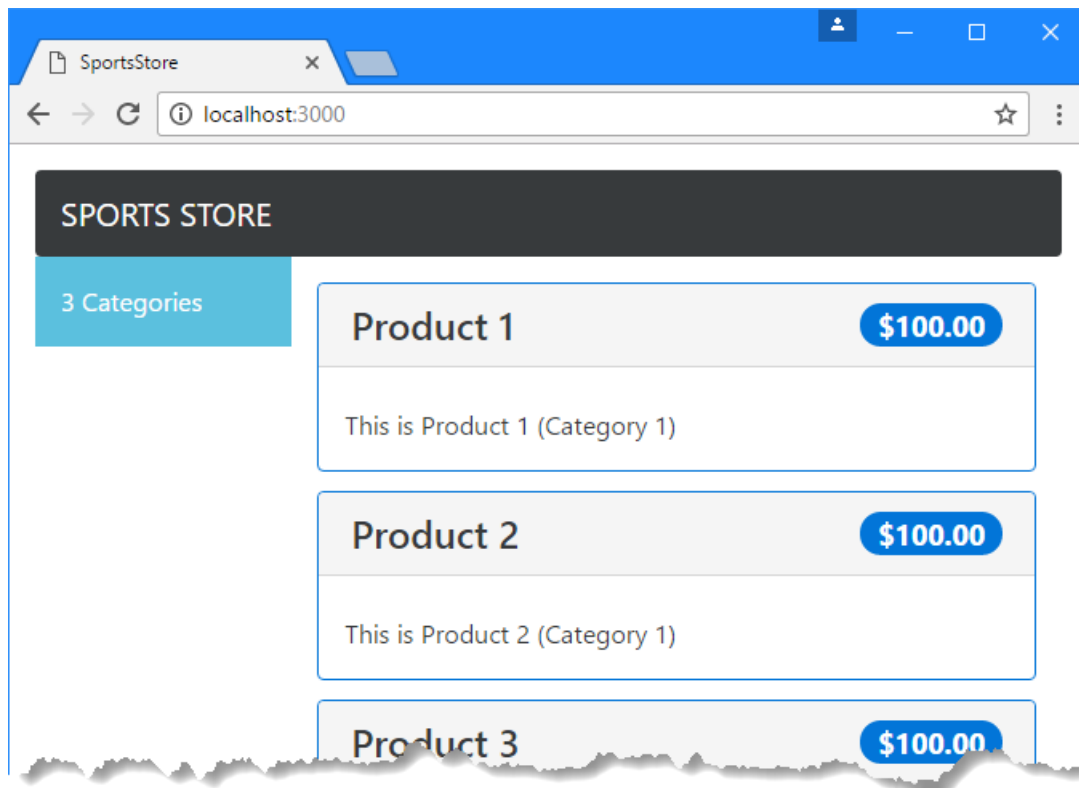 SportsStore
localhost:3000
SPORTS STORE
3 Categories
Product 1 $100.00
This is Product 1 (Category 1)
Product 2 $100.00
This is Product 2 (Category 1)
Product 3 $100.00